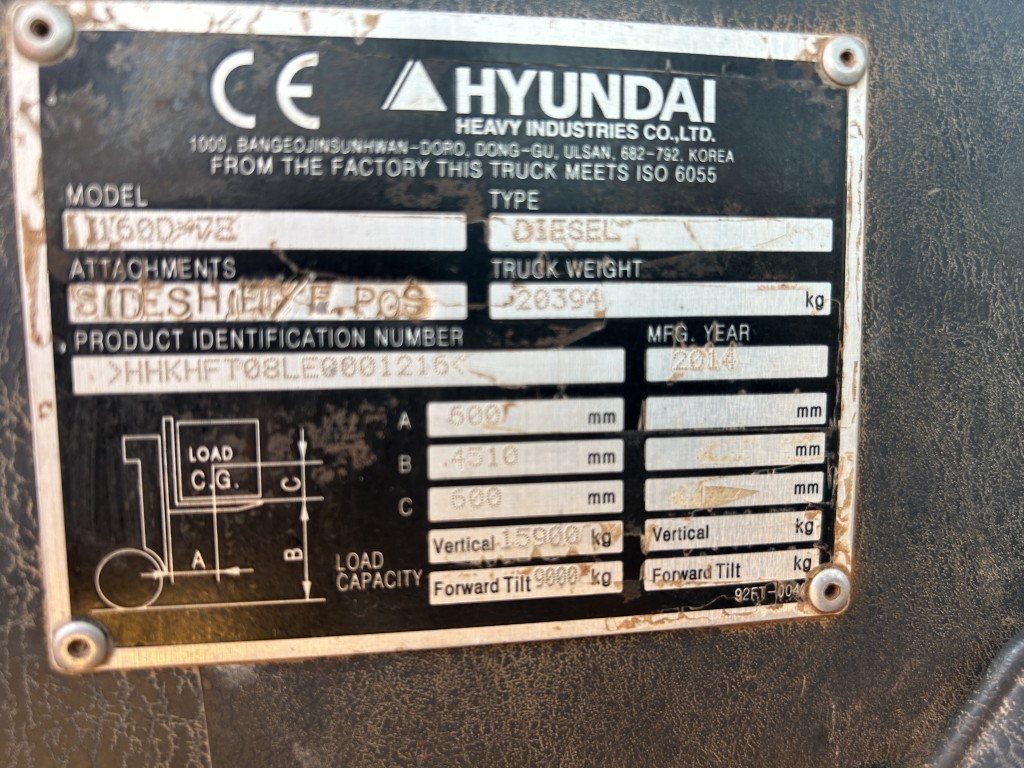 CE HYUNDAI
HEAVY INDUSTRIES CO.,LTD.
1000, BANGEOJINSUNHWAN-DORO, DONG-GU, ULSAN, 682-792, KOREA
FROM THE FACTORY THIS TRUCK MEETS ISO 6055
MODEL TYPE
DIESEL
ATTACHMENTS TRUCK WEIGHT
20394 kg
PRODUCT IDENTIFICATION NUMBER MFG. YEAR
>HHKHFT08LE0001216< 2014
A 600 mm mm
LOAD C.G. B 4510 mm mm
C C 600 mm mm
A B LOAD CAPACITY Vertical 15900 kg Vertical kg
Forward Tilt 9000 kg Forward Tilt kg